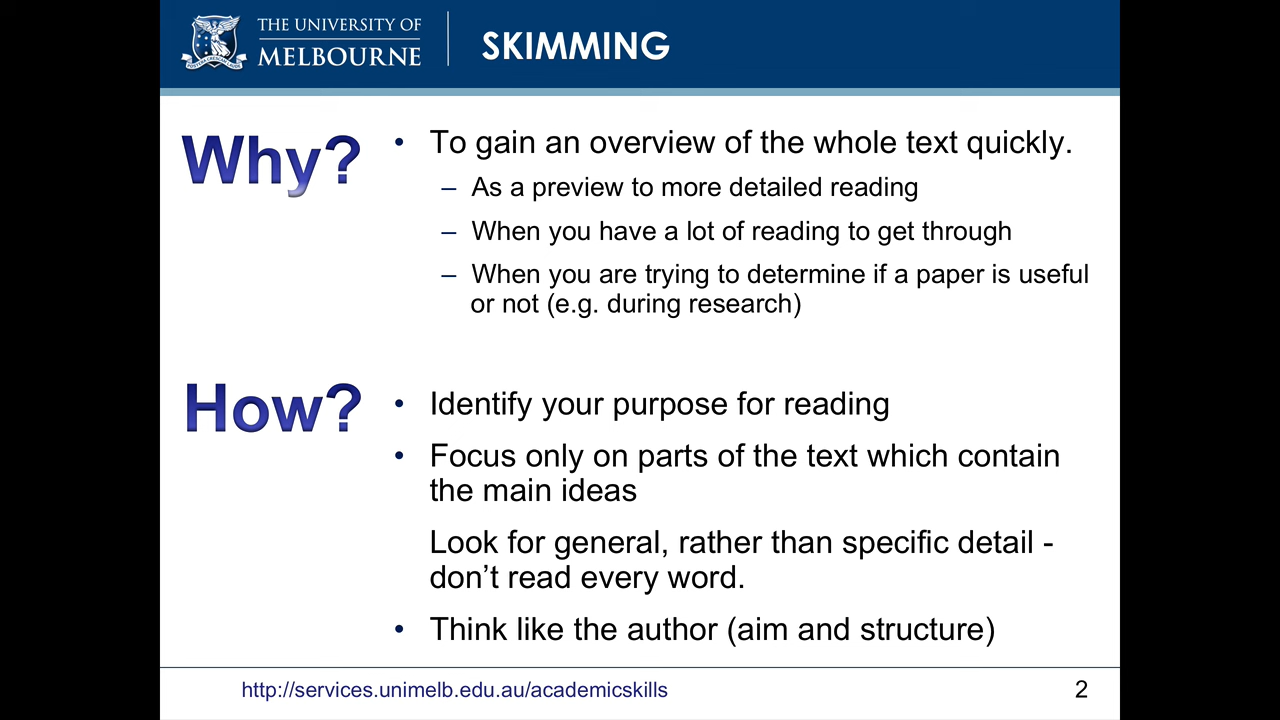 THE UNIVERSITY OF
MELBOURNE
SKIMMING
Why?
• To gain an overview of the whole text quickly.
– As a preview to more detailed reading
– When you have a lot of reading to get through
– When you are trying to determine if a paper is useful
or not (e.g. during research)
How?
• Identify your purpose for reading
• Focus only on parts of the text which contain
the main ideas
Look for general, rather than specific detail -
don't read every word.
• Think like the author (aim and structure)
http://services.unimelb.edu.au/academicskills
2